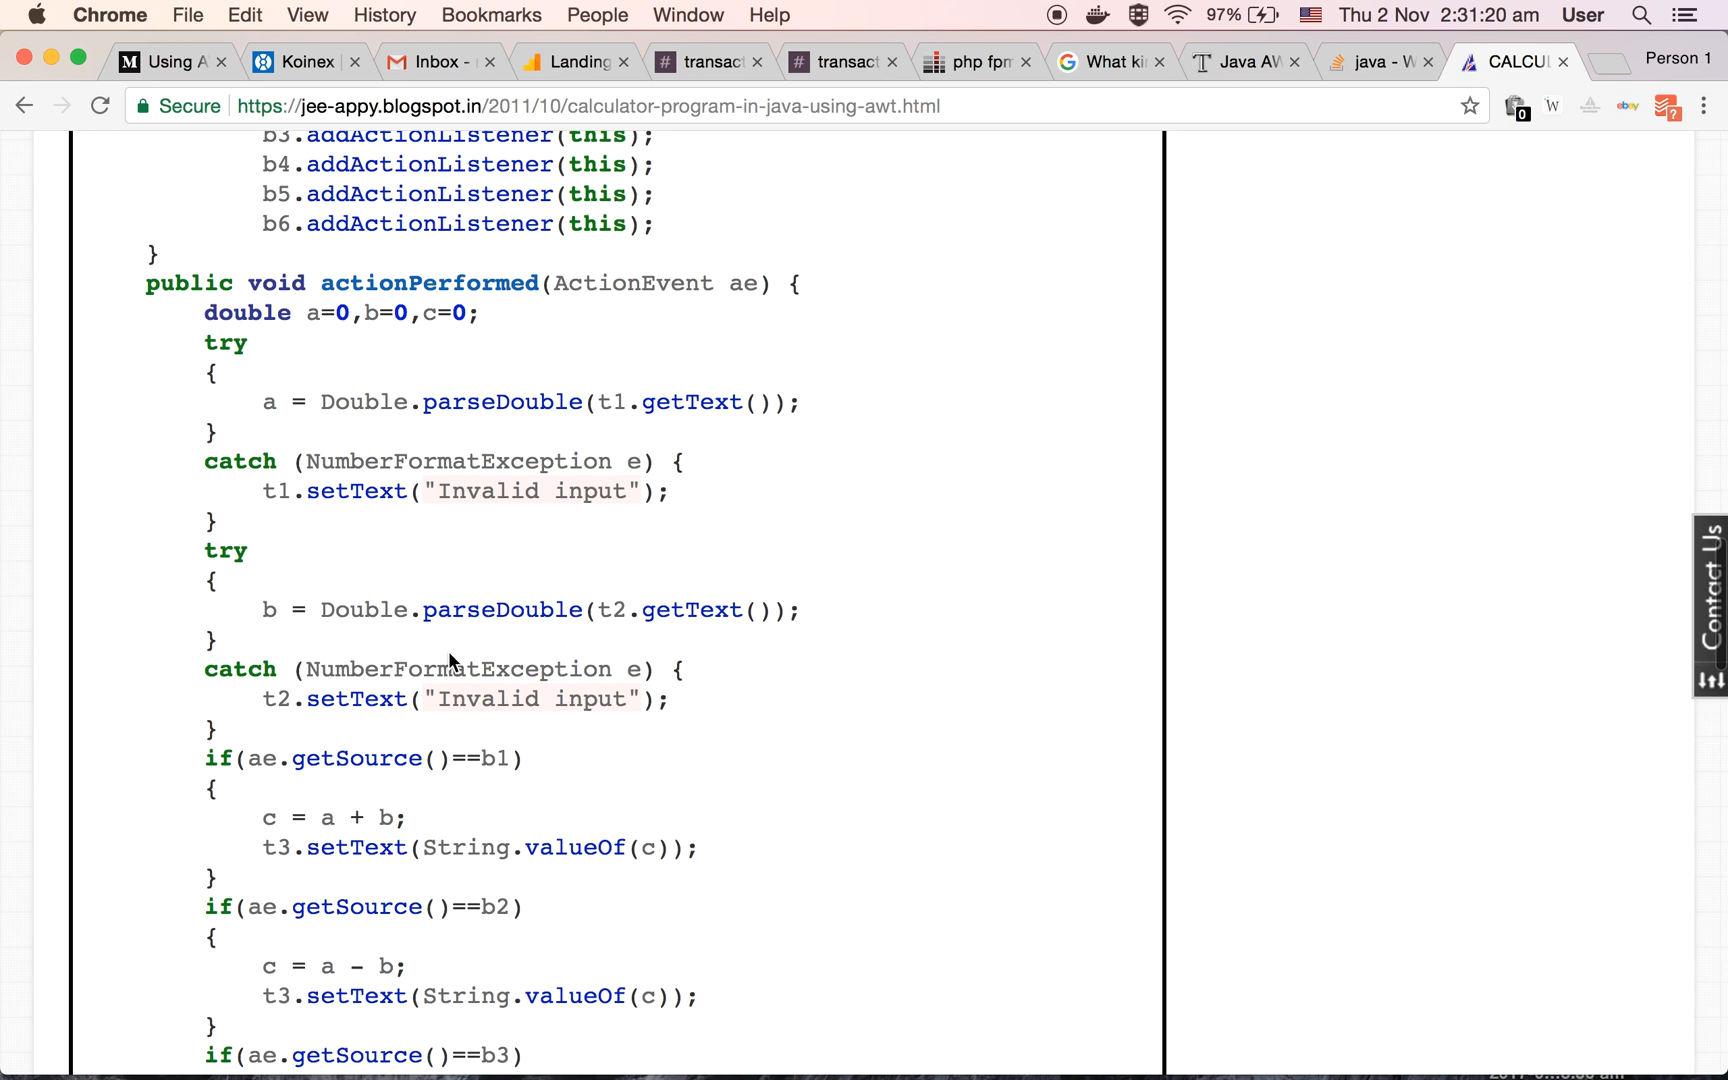 Chrome File Edit View History Bookmarks People Window Help 97% Thu 2 Nov 2:31:20 am User
M Using A Koinex Inbox - Landing # transact # transact php fpm What kin Java AW java - W CALCUL Person 1
Secure https://jee-appy.blogspot.in/2011/10/calculator-program-in-java-using-awt.html 0 W ebay ?
b3.addActionListener(this);
b4.addActionListener(this);
b5.addActionListener(this);
b6.addActionListener(this);
}
public void actionPerformed(ActionEvent ae) {
double a=0,b=0,c=0;
try
{
a = Double.parseDouble(t1.getText());
}
catch (NumberFormatException e) {
t1.setText("Invalid input");
}
try
{
b = Double.parseDouble(t2.getText());
}
catch (NumberFormatException e) {
t2.setText("Invalid input");
}
if(ae.getSource()==b1)
{
c = a + b;
t3.setText(String.valueOf(c));
}
if(ae.getSource()==b2)
{
c = a - b;
t3.setText(String.valueOf(c));
}
if(ae.getSource()==b3)
Contact Us